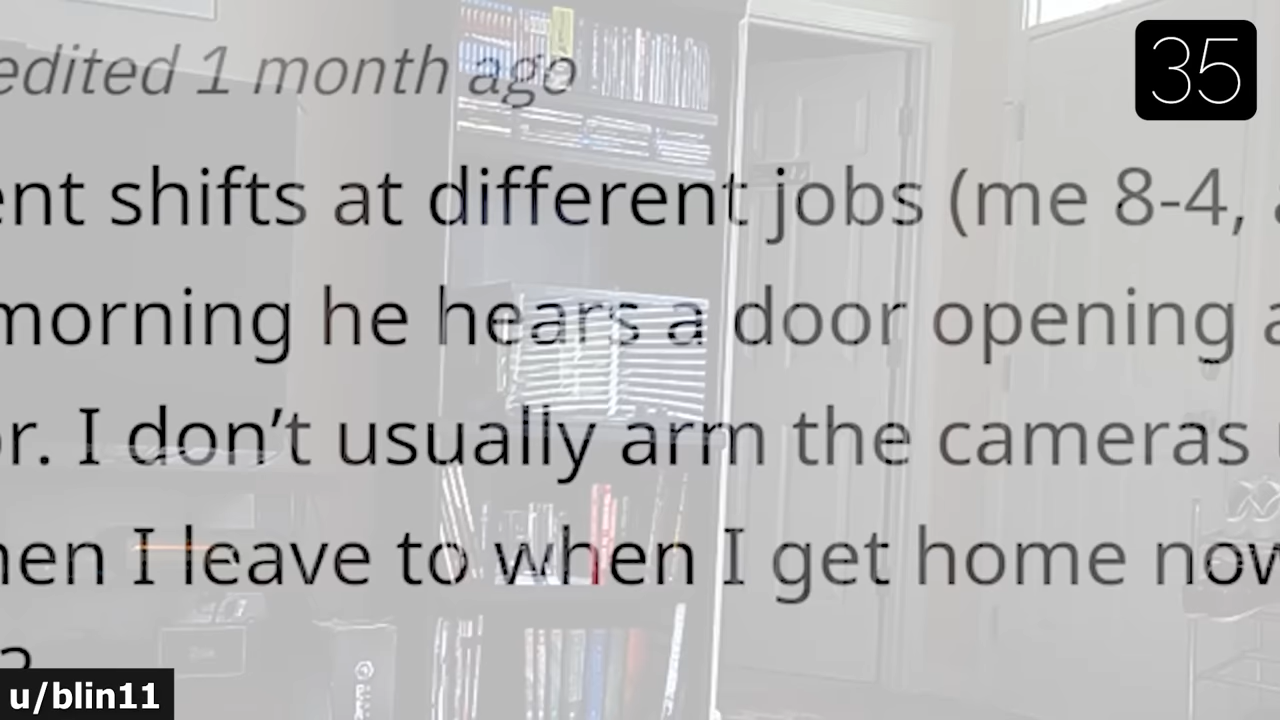 edited 1 month ago
35
ent shifts at different jobs (me 8-4,
morning he hears a door opening a
or. I don’t usually arm the cameras
hen I leave to when I get home now
?
u/blin11